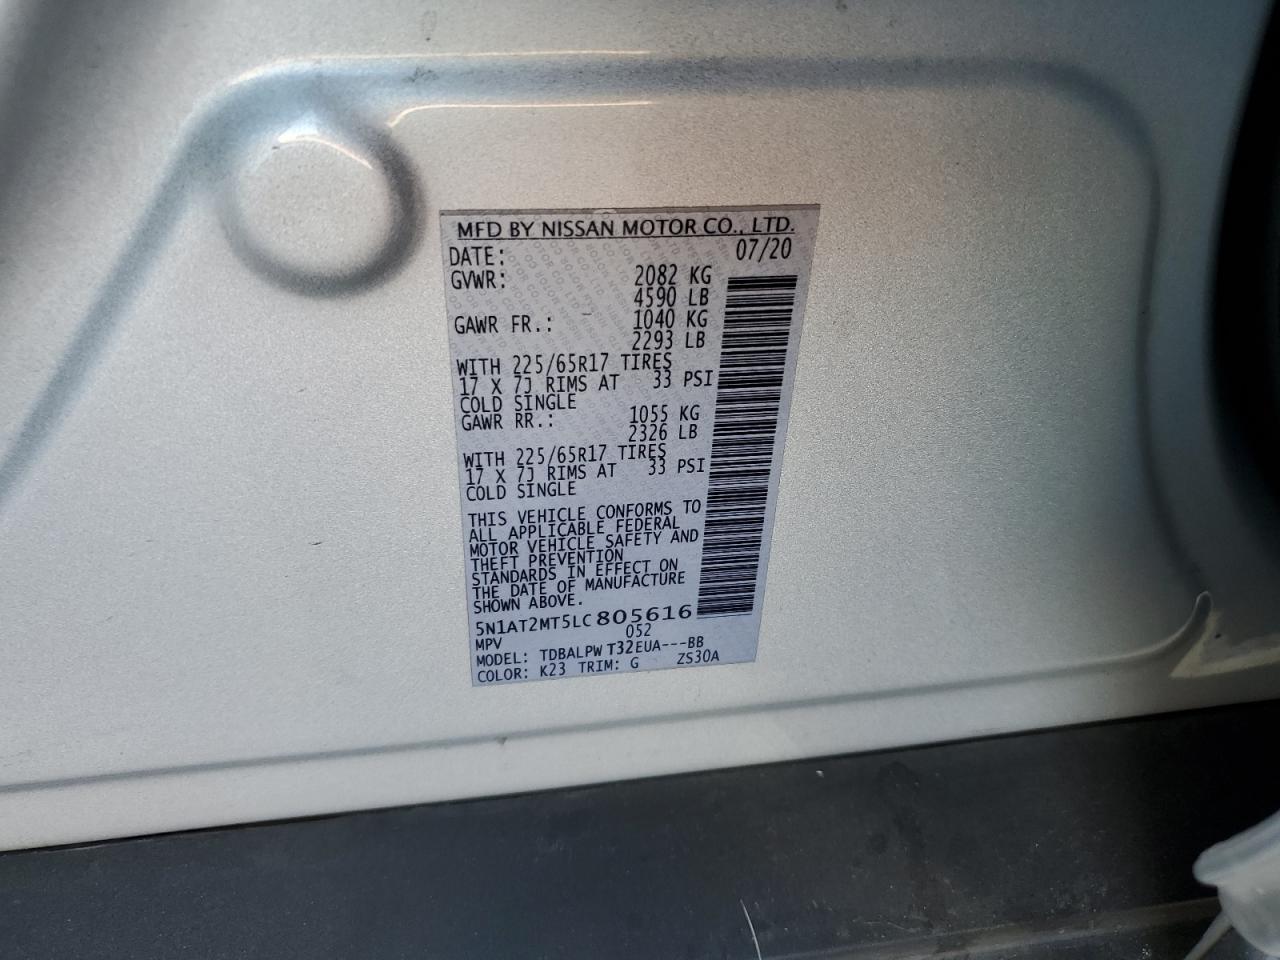 MFD BY NISSAN MOTOR CO., LTD.
DATE: 07/20
GVWR: 2082 KG
4590 LB
GAWR FR.: 1040 KG
2293 LB
WITH 225/65R17 TIRES
17 X 7J RIMS AT 33 PSI
COLD SINGLE
GAWR RR.: 1055 KG
2326 LB
WITH 225/65R17 TIRES
17 X 7J RIMS AT 33 PSI
COLD SINGLE
THIS VEHICLE CONFORMS TO
ALL APPLICABLE FEDERAL
MOTOR VEHICLE SAFETY AND
THEFT PREVENTION
STANDARDS IN EFFECT ON
THE DATE OF MANUFACTURE
SHOWN ABOVE.
5N1AT2MT5LC805616
052
MPV
MODEL: TDBALPW T32EUA---BB
COLOR: K23 TRIM: G ZS30A